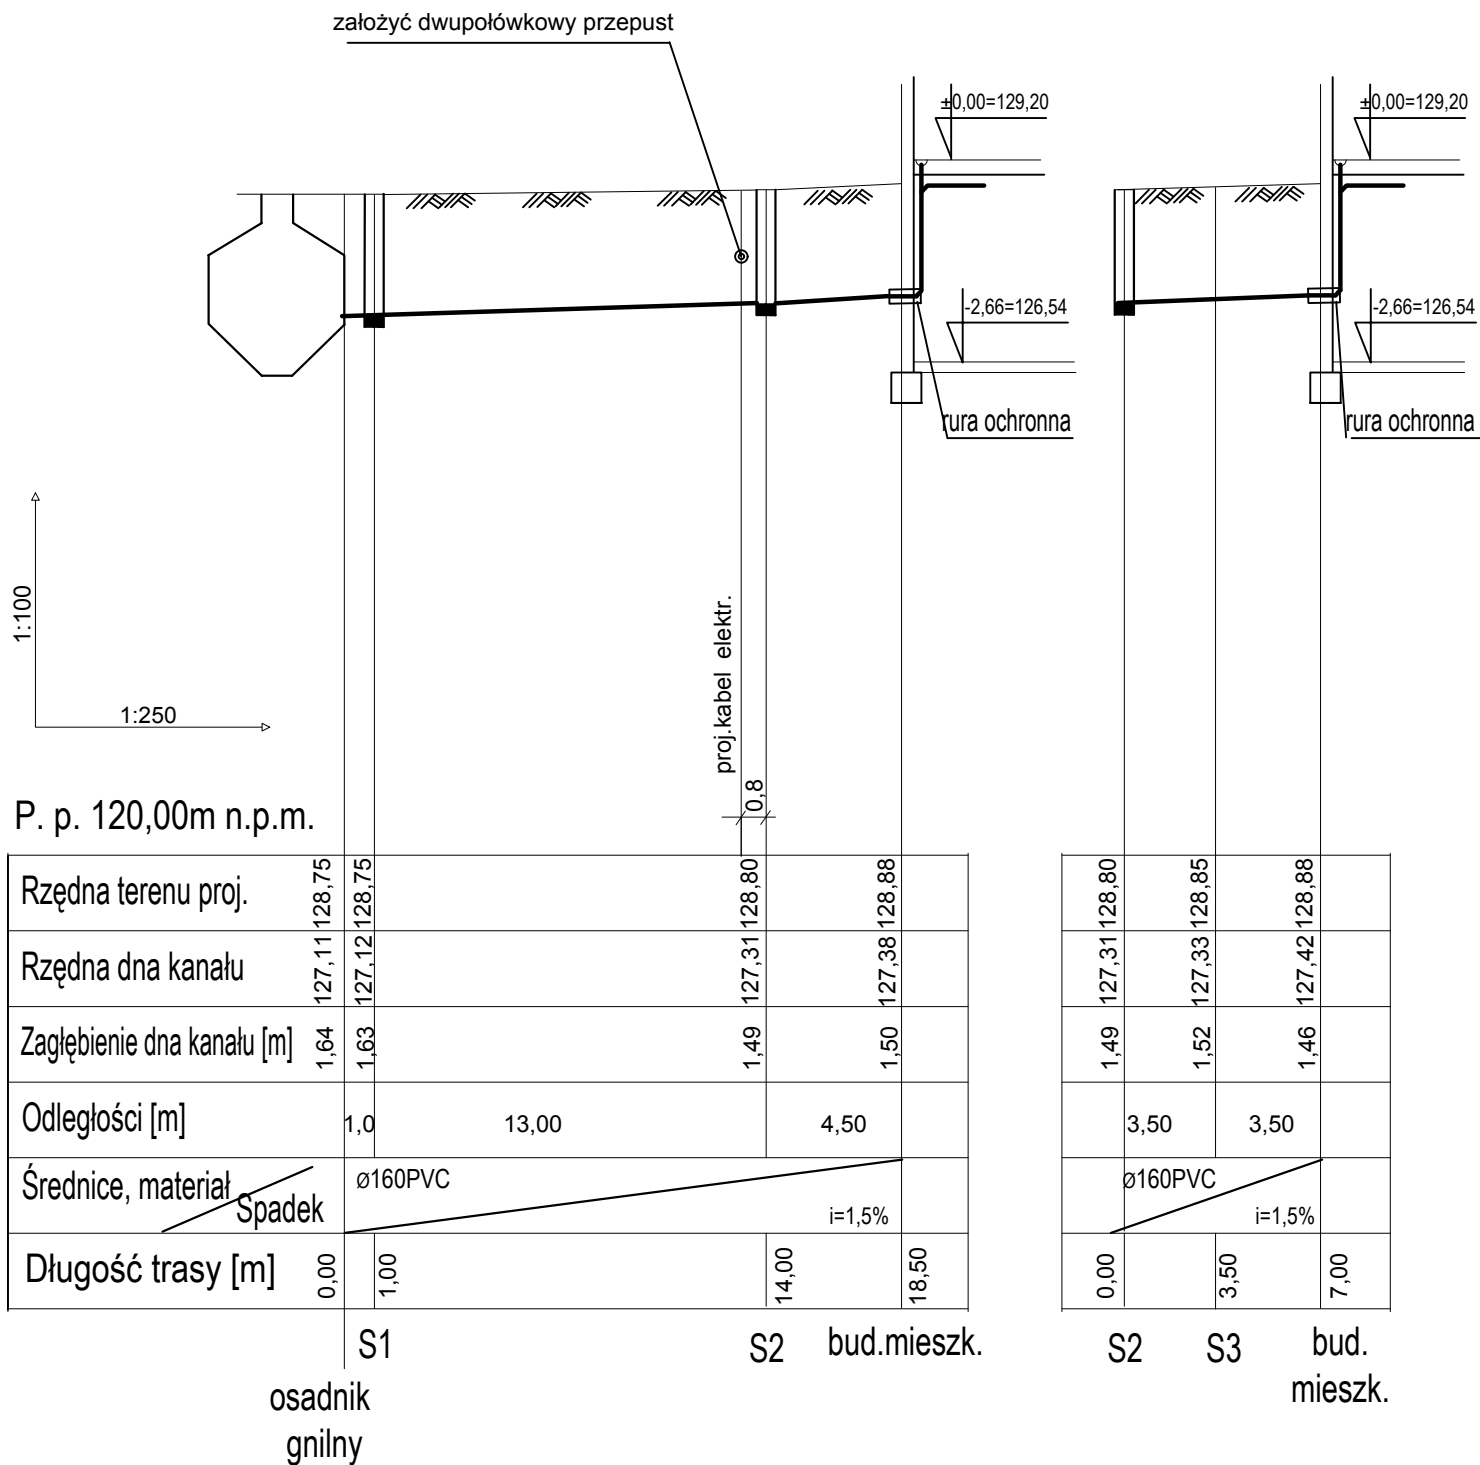 założyć dwupołówkowy przepust
±0,00=129,20
±0,00=129,20
-2,66=126,54
-2,66=126,54
rura ochronna
rura ochronna
1:100
1:250
proj.kabel elektr.
0,8
P. p. 120,00m n.p.m.
Rzędna terenu proj.
128,75
128,75
128,80
128,88
128,80
128,85
128,88
Rzędna dna kanału
127,11
127,12
127,31
127,38
127,31
127,33
127,42
Zagłębienie dna kanału [m]
1,64
1,63
1,49
1,50
1,49
1,52
1,46
Odległości [m]
1,0
13,00
4,50
3,50
3,50
Średnice, materiał
Spadek
ø160PVC
i=1,5%
ø160PVC
i=1,5%
Długość trasy [m]
0,00
1,00
14,00
18,50
0,00
3,50
7,00
S1
S2
bud.mieszk.
S2
S3
bud.
mieszk.
osadnik
gnilny